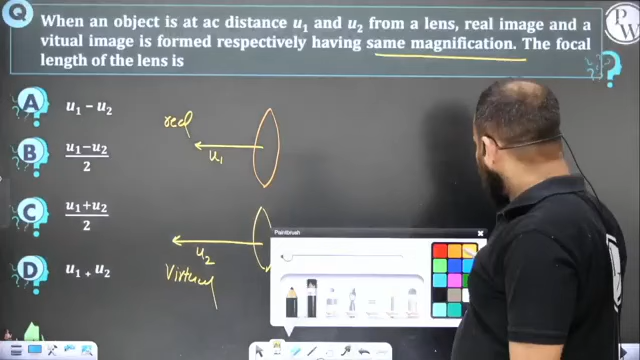 Q When an object is at ac distance u₁ and u₂ from a lens, real image and a
vitual image is formed respectively having same magnification. The focal
length of the lens is
A u₁ − u₂
B (u₁−u₂)/2
C (u₁+u₂)/2
D u₁ + u₂
real
u₁
u₂
Virtual
Paintbrush
P
W